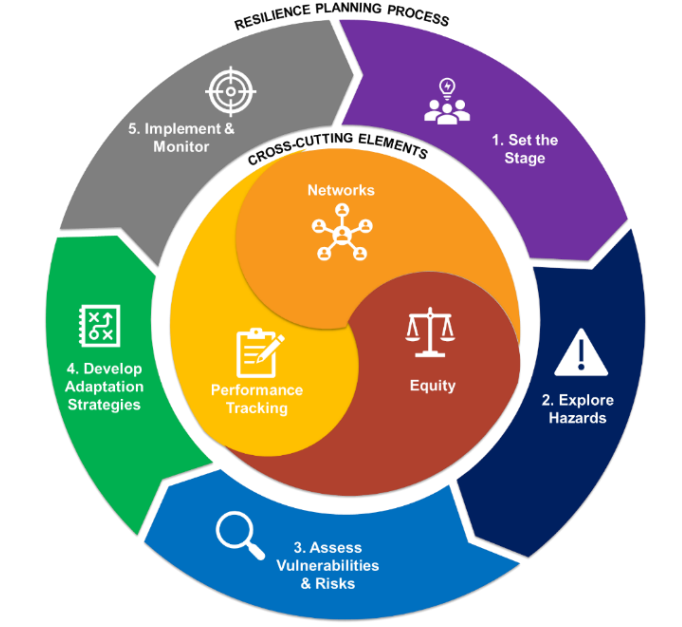 RESILIENCE PLANNING PROCESS
5. Implement &
Monitor
1. Set the
Stage
CROSS-CUTTING ELEMENTS
Networks
4. Develop
Adaptation
Strategies
Performance
Tracking
Equity
2. Explore
Hazards
3. Assess
Vulnerabilities
& Risks